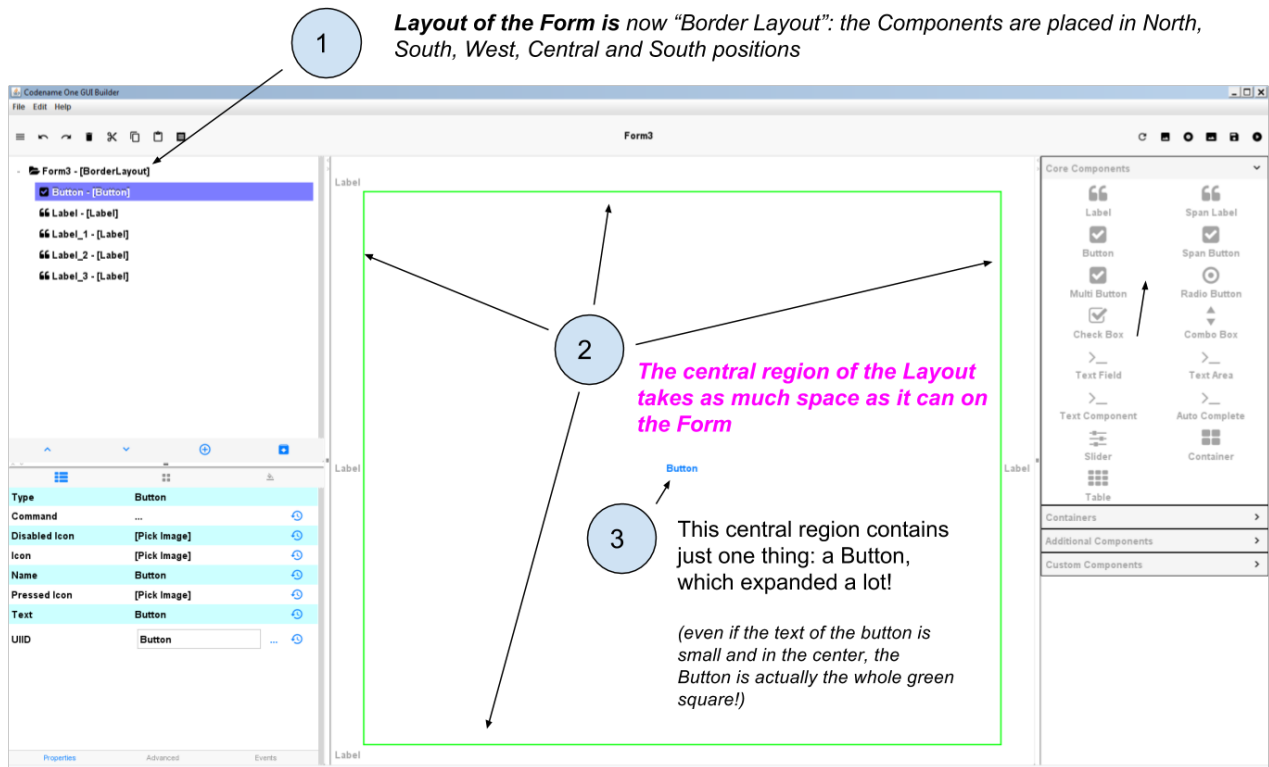 1
Layout of the Form is now “Border Layout”: the Components are placed in North,
South, West, Central and South positions
Codename One GUI Builder
File Edit Help
Form3
Form3 - [BorderLayout]
Button - [Button]
Label - [Label]
Label_1 - [Label]
Label_2 - [Label]
Label_3 - [Label]
Label
2
The central region of the Layout
takes as much space as it can on
the Form
Label
Button
Label
3
This central region contains
just one thing: a Button,
which expanded a lot!
(even if the text of the button is
small and in the center, the
Button is actually the whole green
square!)
Label
Core Components
Label Span Label
Button Span Button
Multi Button Radio Button
Check Box Combo Box
Text Field Text Area
Text Component Auto Complete
Slider Container
Table
Containers
Additional Components
Custom Components
Type Button
Command ...
Disabled Icon [Pick Image]
Icon [Pick Image]
Name Button
Pressed Icon [Pick Image]
Text Button
UIID Button ...
Properties Advanced Events